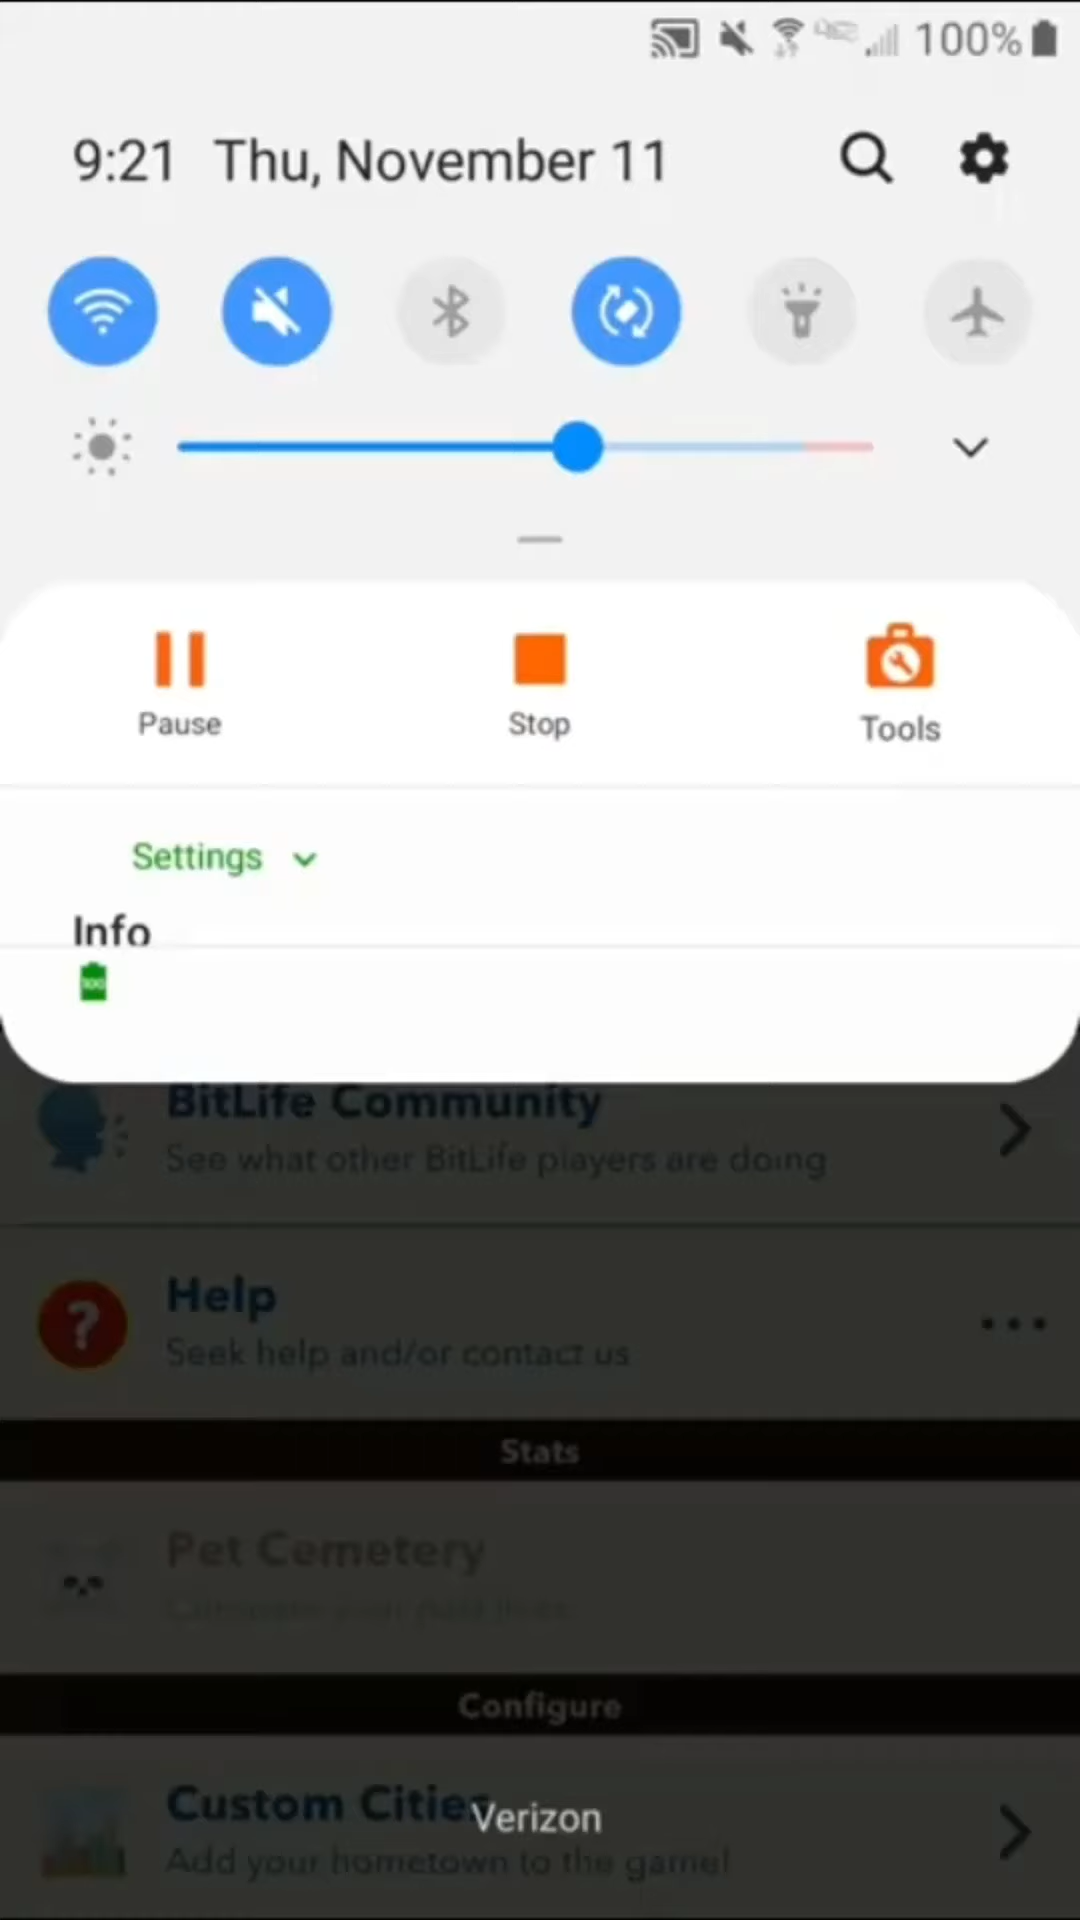 100%
9:21 Thu, November 11
Pause Stop Tools
Settings
Info
100
BitLife Community
See what other BitLife players are doing
Help
Seek help and/or contact us
Stats
Pet Cemetery
Configure
Custom Cities
Verizon
Add your hometown to the game!